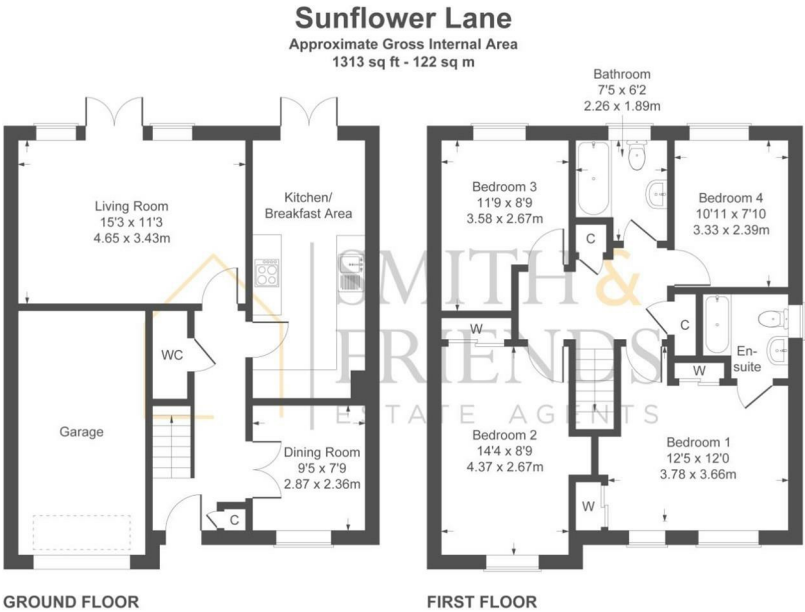 Sunflower Lane
Approximate Gross Internal Area
1313 sq ft - 122 sq m
Living Room
15'3 x 11'3
4.65 x 3.43m
Kitchen/
Breakfast Area
WC
Garage
Dining Room
9'5 x 7'9
2.87 x 2.36m
C
GROUND FLOOR
Bathroom
7'5 x 6'2
2.26 x 1.89m
Bedroom 3
11'9 x 8'9
3.58 x 2.67m
Bedroom 4
10'11 x 7'10
3.33 x 2.39m
C
C
W
En-
suite
W
Bedroom 2
14'4 x 8'9
4.37 x 2.67m
Bedroom 1
12'5 x 12'0
3.78 x 3.66m
W
FIRST FLOOR
SMITH &
FRIENDS
ESTATE AGENTS